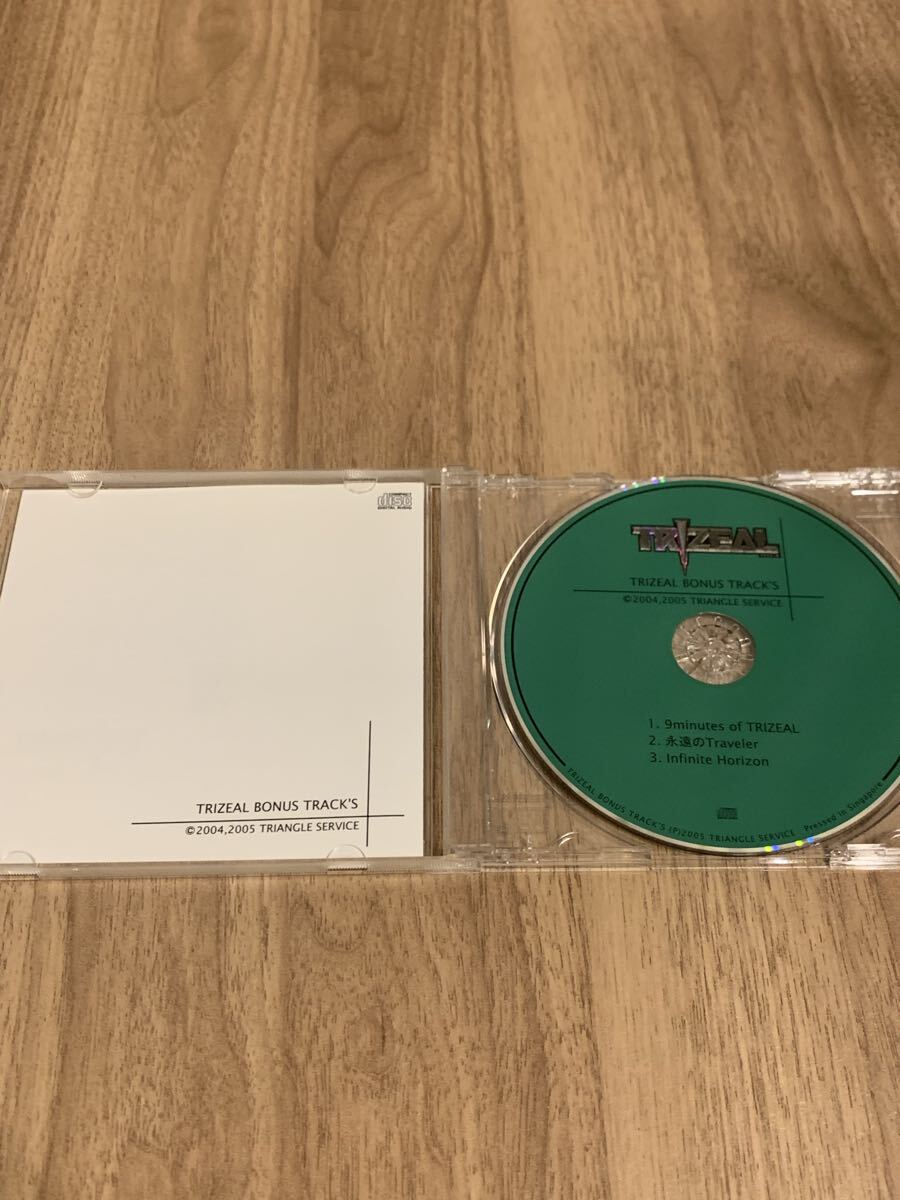 COMPACT
disc
DIGITAL AUDIO
TRIZEAL BONUS TRACK'S
©2004,2005 TRIANGLE SERVICE
TRIZEAL
TRIZEAL BONUS TRACK'S
©2004,2005 TRIANGLE SERVICE
1. 9minutes of TRIZEAL
2. 永遠のTraveler
3. Infinite Horizon
TRIZEAL BONUS TRACK'S (P)2005 TRIANGLE SERVICE Pressed in Singapore